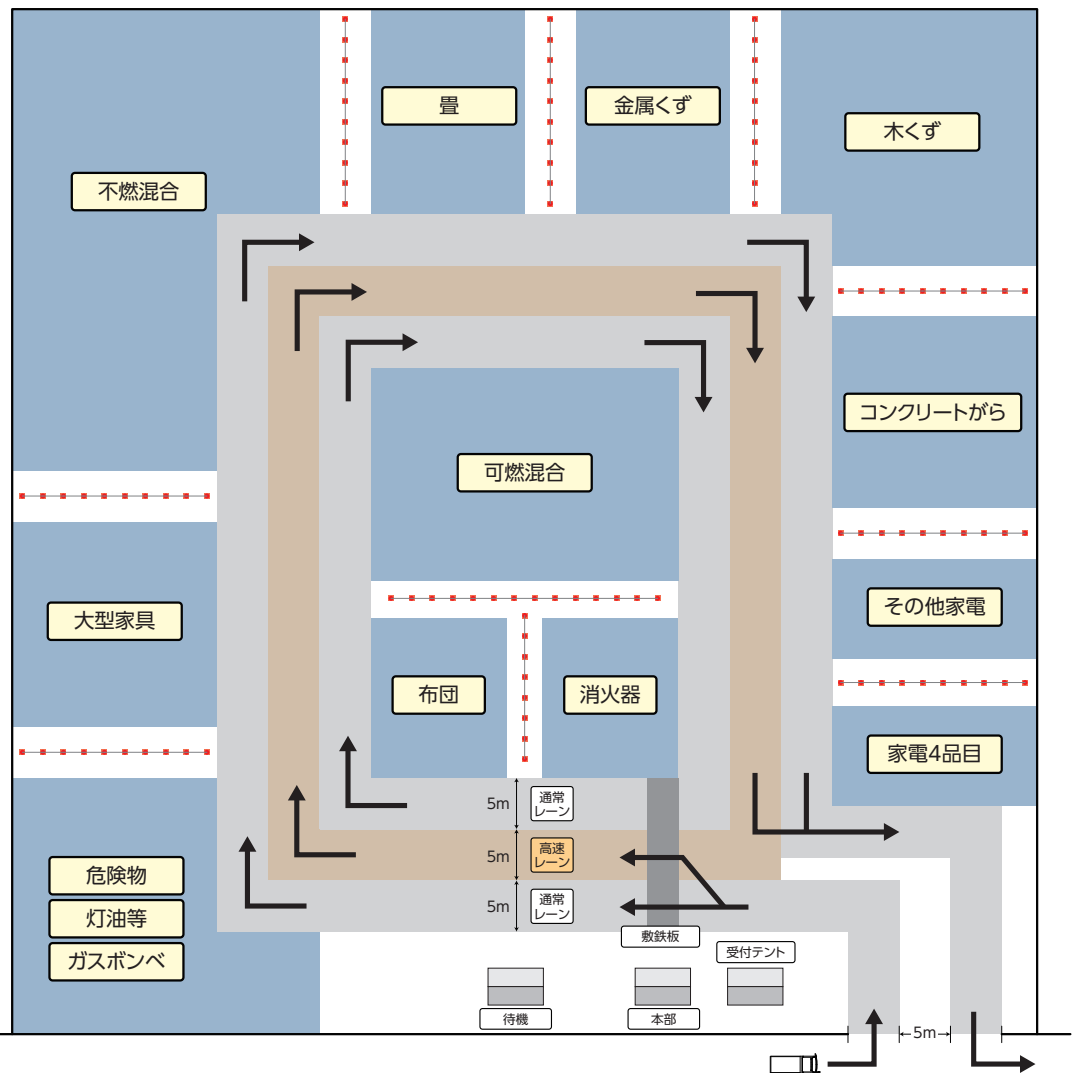 畳
金属くず
木くず
不燃混合
コンクリートがら
可燃混合
大型家具
その他家電
布団
消火器
家電4品目
5m
通常
レーン
5m
高速
レーン
5m
通常
レーン
危険物
灯油等
ガスボンベ
敷鉄板
受付テント
待機
本部
5m